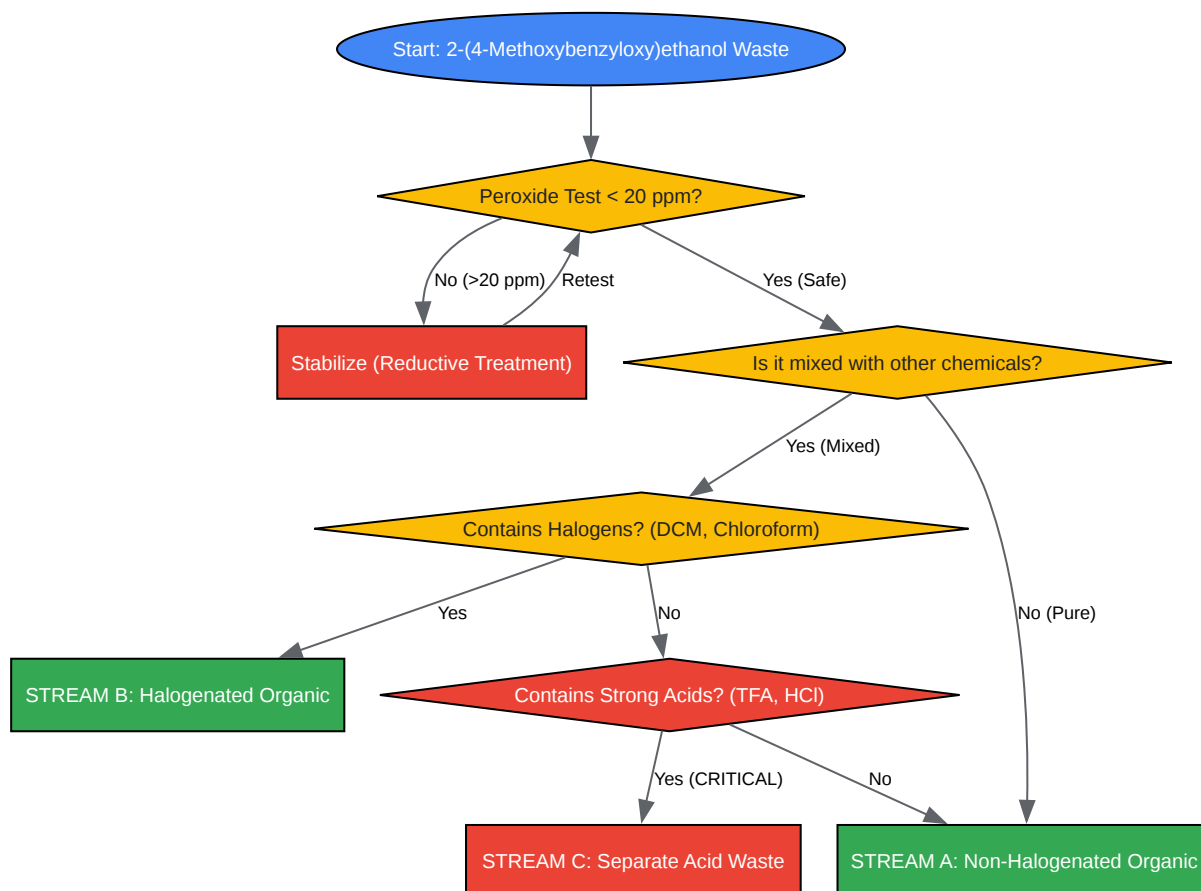 Start: 2-(4-Methoxybenzyloxy)ethanol Waste
Peroxide Test < 20 ppm?
No (>20 ppm)
Retest
Yes (Safe)
Stabilize (Reductive Treatment)
Is it mixed with other chemicals?
Yes (Mixed)
Contains Halogens? (DCM, Chloroform)
Yes
No
No (Pure)
STREAM B: Halogenated Organic
Contains Strong Acids? (TFA, HCl)
Yes (CRITICAL)
No
STREAM C: Separate Acid Waste
STREAM A: Non-Halogenated Organic